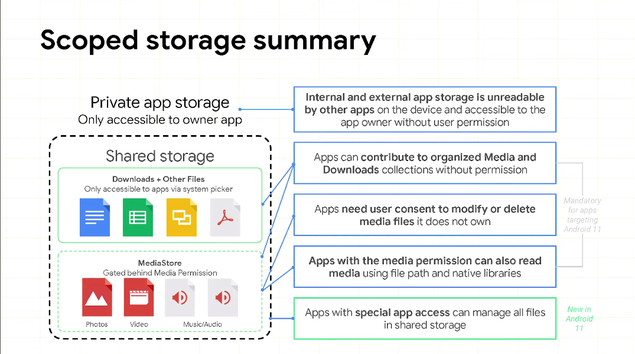 Scoped storage summary
Private app storage
Only accessible to owner app
Internal and external app storage is unreadable
by other apps on the device and accessible to the
app owner without user permission
Shared storage
Downloads + Other Files
Only accessible to apps via system picker
MediaStore
Gated behind Media Permission
Photos
Video
Music/Audio
Apps can contribute to organized Media and
Downloads collections without permission
Apps need user consent to modify or delete
media files it does not own
Apps with the media permission can also read
media using file path and native libraries
Mandatory
for apps
targeting
Android 11
Apps with special app access can manage all files
in shared storage
New in
Android
11